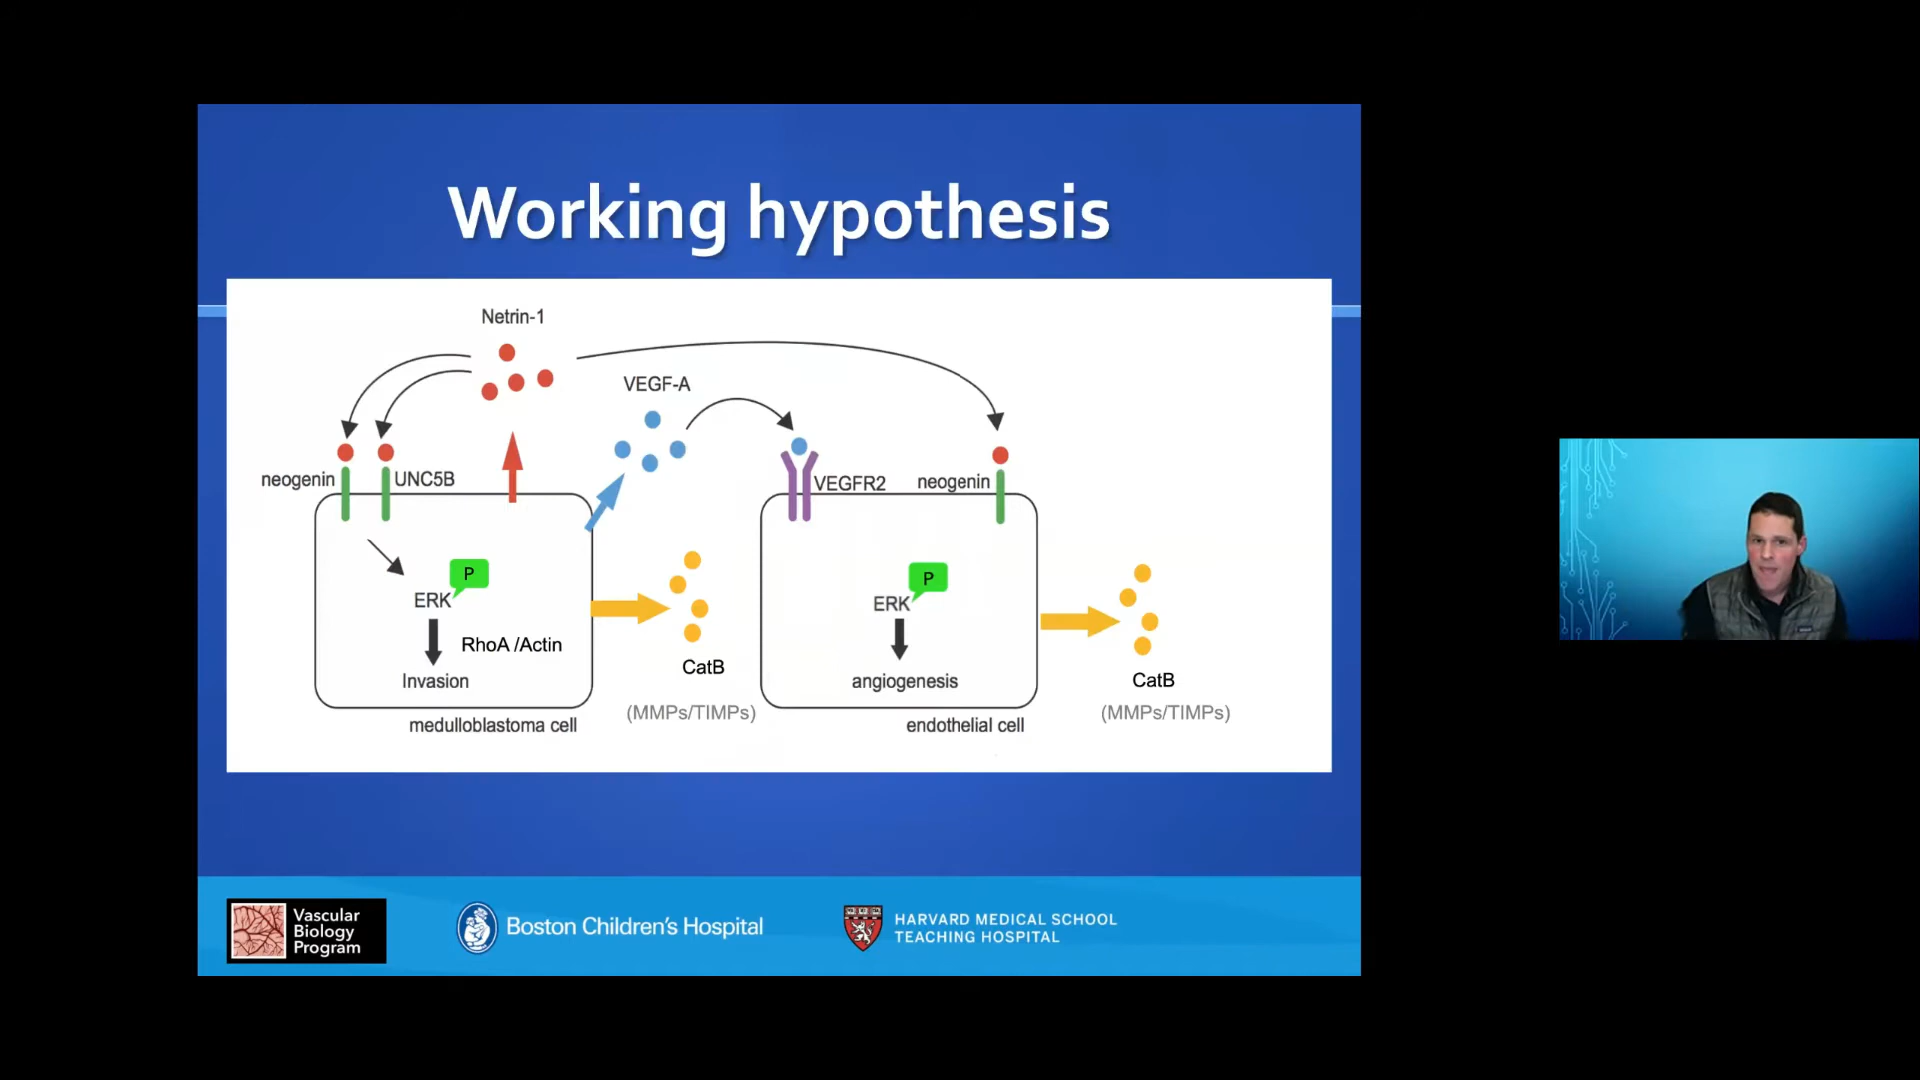 Working hypothesis
Netrin-1
VEGF-A
neogenin
UNC5B
VEGFR2
neogenin
P
ERK
RhoA /Actin
Invasion
medulloblastoma cell
CatB
(MMPs/TIMPs)
P
ERK
angiogenesis
endothelial cell
CatB
(MMPs/TIMPs)
Vascular
Biology
Program
Boston Children's Hospital
HARVARD MEDICAL SCHOOL
TEACHING HOSPITAL